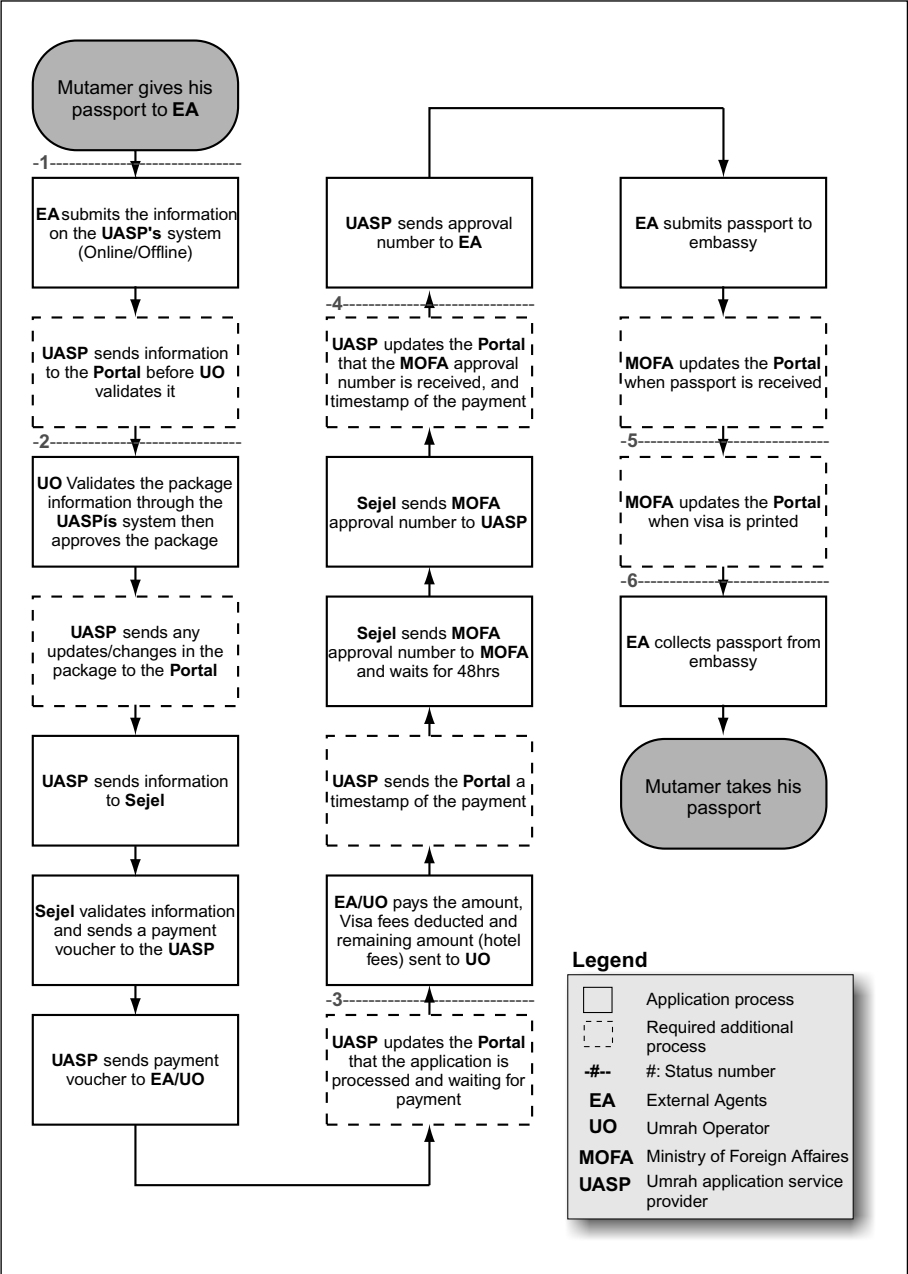 Mutamer gives his
passport to EA
-1-----------------------------
EA submits the information
on the UASP's system
(Online/Offline)
UASP sends information
to the Portal before UO
validates it
-2-----------------------------
UO Validates the package
information through the
UASPís system then
approves the package
UASP sends any
updates/changes in the
package to the Portal
UASP sends information
to Sejel
Sejel validates information
and sends a payment
voucher to the UASP
UASP sends payment
voucher to EA/UO
UASP updates the Portal
that the application is
processed and waiting for
payment
-3-----------------------------
EA/UO pays the amount,
Visa fees deducted and
remaining amount (hotel
fees) sent to UO
UASP sends the Portal a
timestamp of the payment
Sejel sends MOFA
approval number to MOFA
and waits for 48hrs
Sejel sends MOFA
approval number to UASP
UASP updates the Portal
that the MOFA approval
number is received, and
timestamp of the payment
-4-----------------------------
UASP sends approval
number to EA
EA submits passport to
embassy
MOFA updates the Portal
when passport is received
-5-----------------------------
MOFA updates the Portal
when visa is printed
-6-----------------------------
EA collects passport from
embassy
Mutamer takes his
passport
Legend
Application process
Required additional
process
-#-- #: Status number
EA External Agents
UO Umrah Operator
MOFA Ministry of Foreign Affaires
UASP Umrah application service
provider